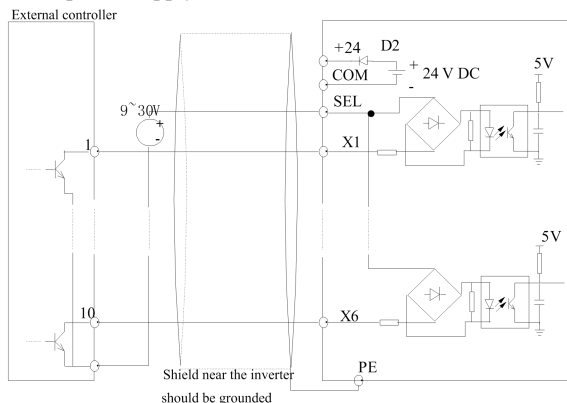 External controller
+24
D2
5V
COM
+
-
24 V DC
SEL
9~30V
+
-
1
X1
5V
10
X6
PE
Shield near the inverter
should be grounded